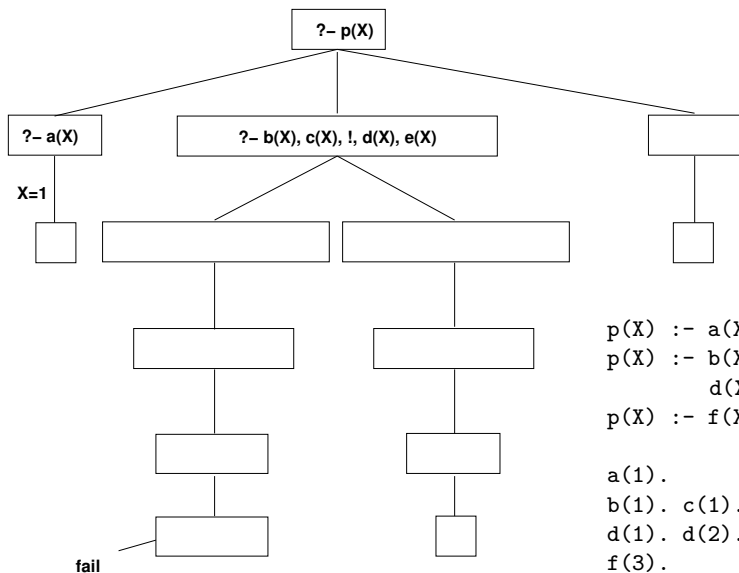 ?– p(X)
?– a(X)
?– b(X), c(X), !, d(X), e(X)
X=1
fail
p(X) :- a(X
p(X) :- b(X
d(X
p(X) :- f(X
a(1).
b(1). c(1).
d(1). d(2).
f(3).